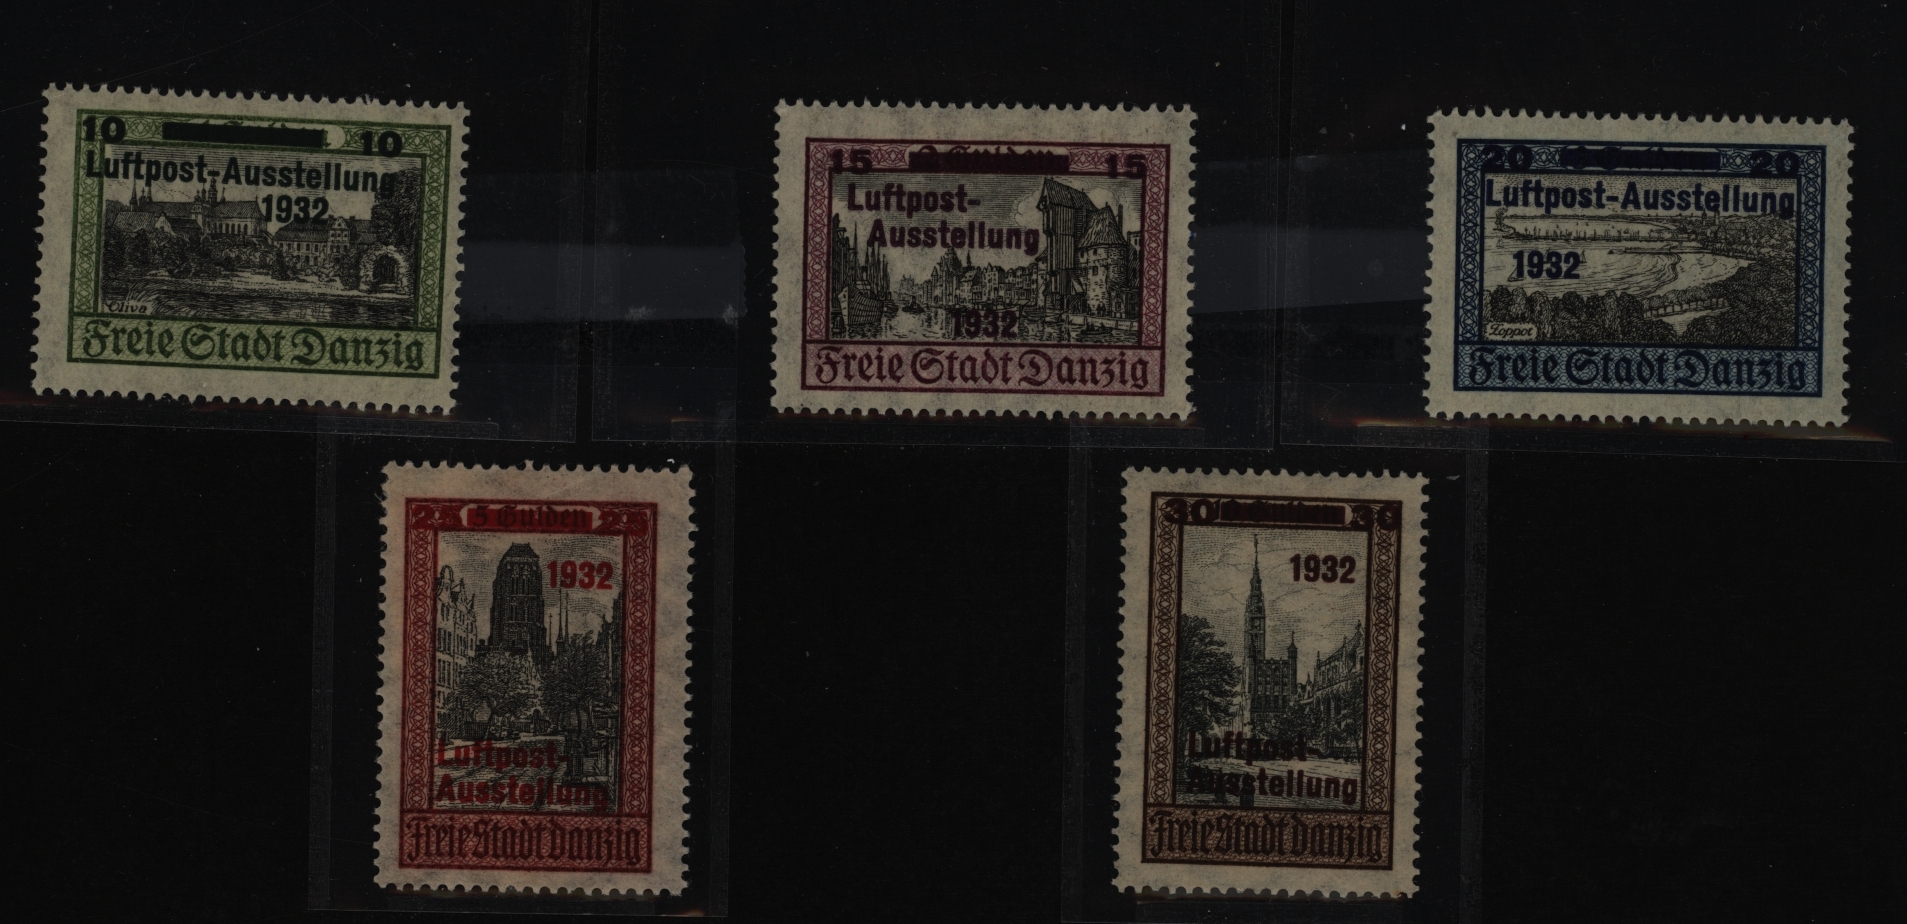 10 10
Luftpost-Ausstellung
1932
Oliva
Freie Stadt Danzig
15 2 Gulden 15
Luftpost-
Ausstellung
1932
Freie Stadt Danzig
20 20
Luftpost-Ausstellung
1932
Zoppot
Freie Stadt Danzig
25 5 Gulden 25
1932
Luftpost-
Ausstellung
Freie Stadt Danzig
30 30
1932
Luftpost-
Ausstellung
Freie Stadt Danzig